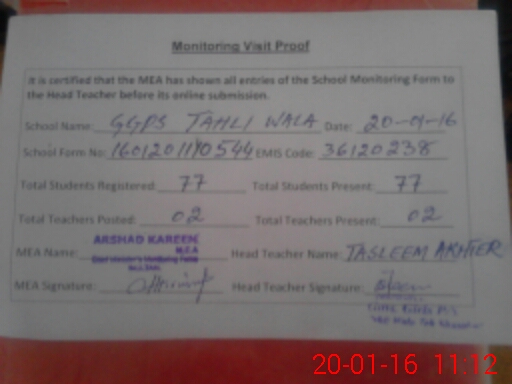 Monitoring Visit Proof
It is certified that the MEA has shown all entries of the School Monitoring Form to
the Head Teacher before its online submission.
School Name: GGPS TAHLI WALA Date: 20-01-16
School Form No: EMIS Code: 36120238
Total Students Registered: 77 Total Students Present: 77
Total Teachers Posted: 02 Total Teachers Present: 02
MEA Name: ARSHAD KAREEM Head Teacher Name: TASLEEM AKHTER
M.E.A
MEA Signature: Head Teacher Signature:
20-01-16 11:12